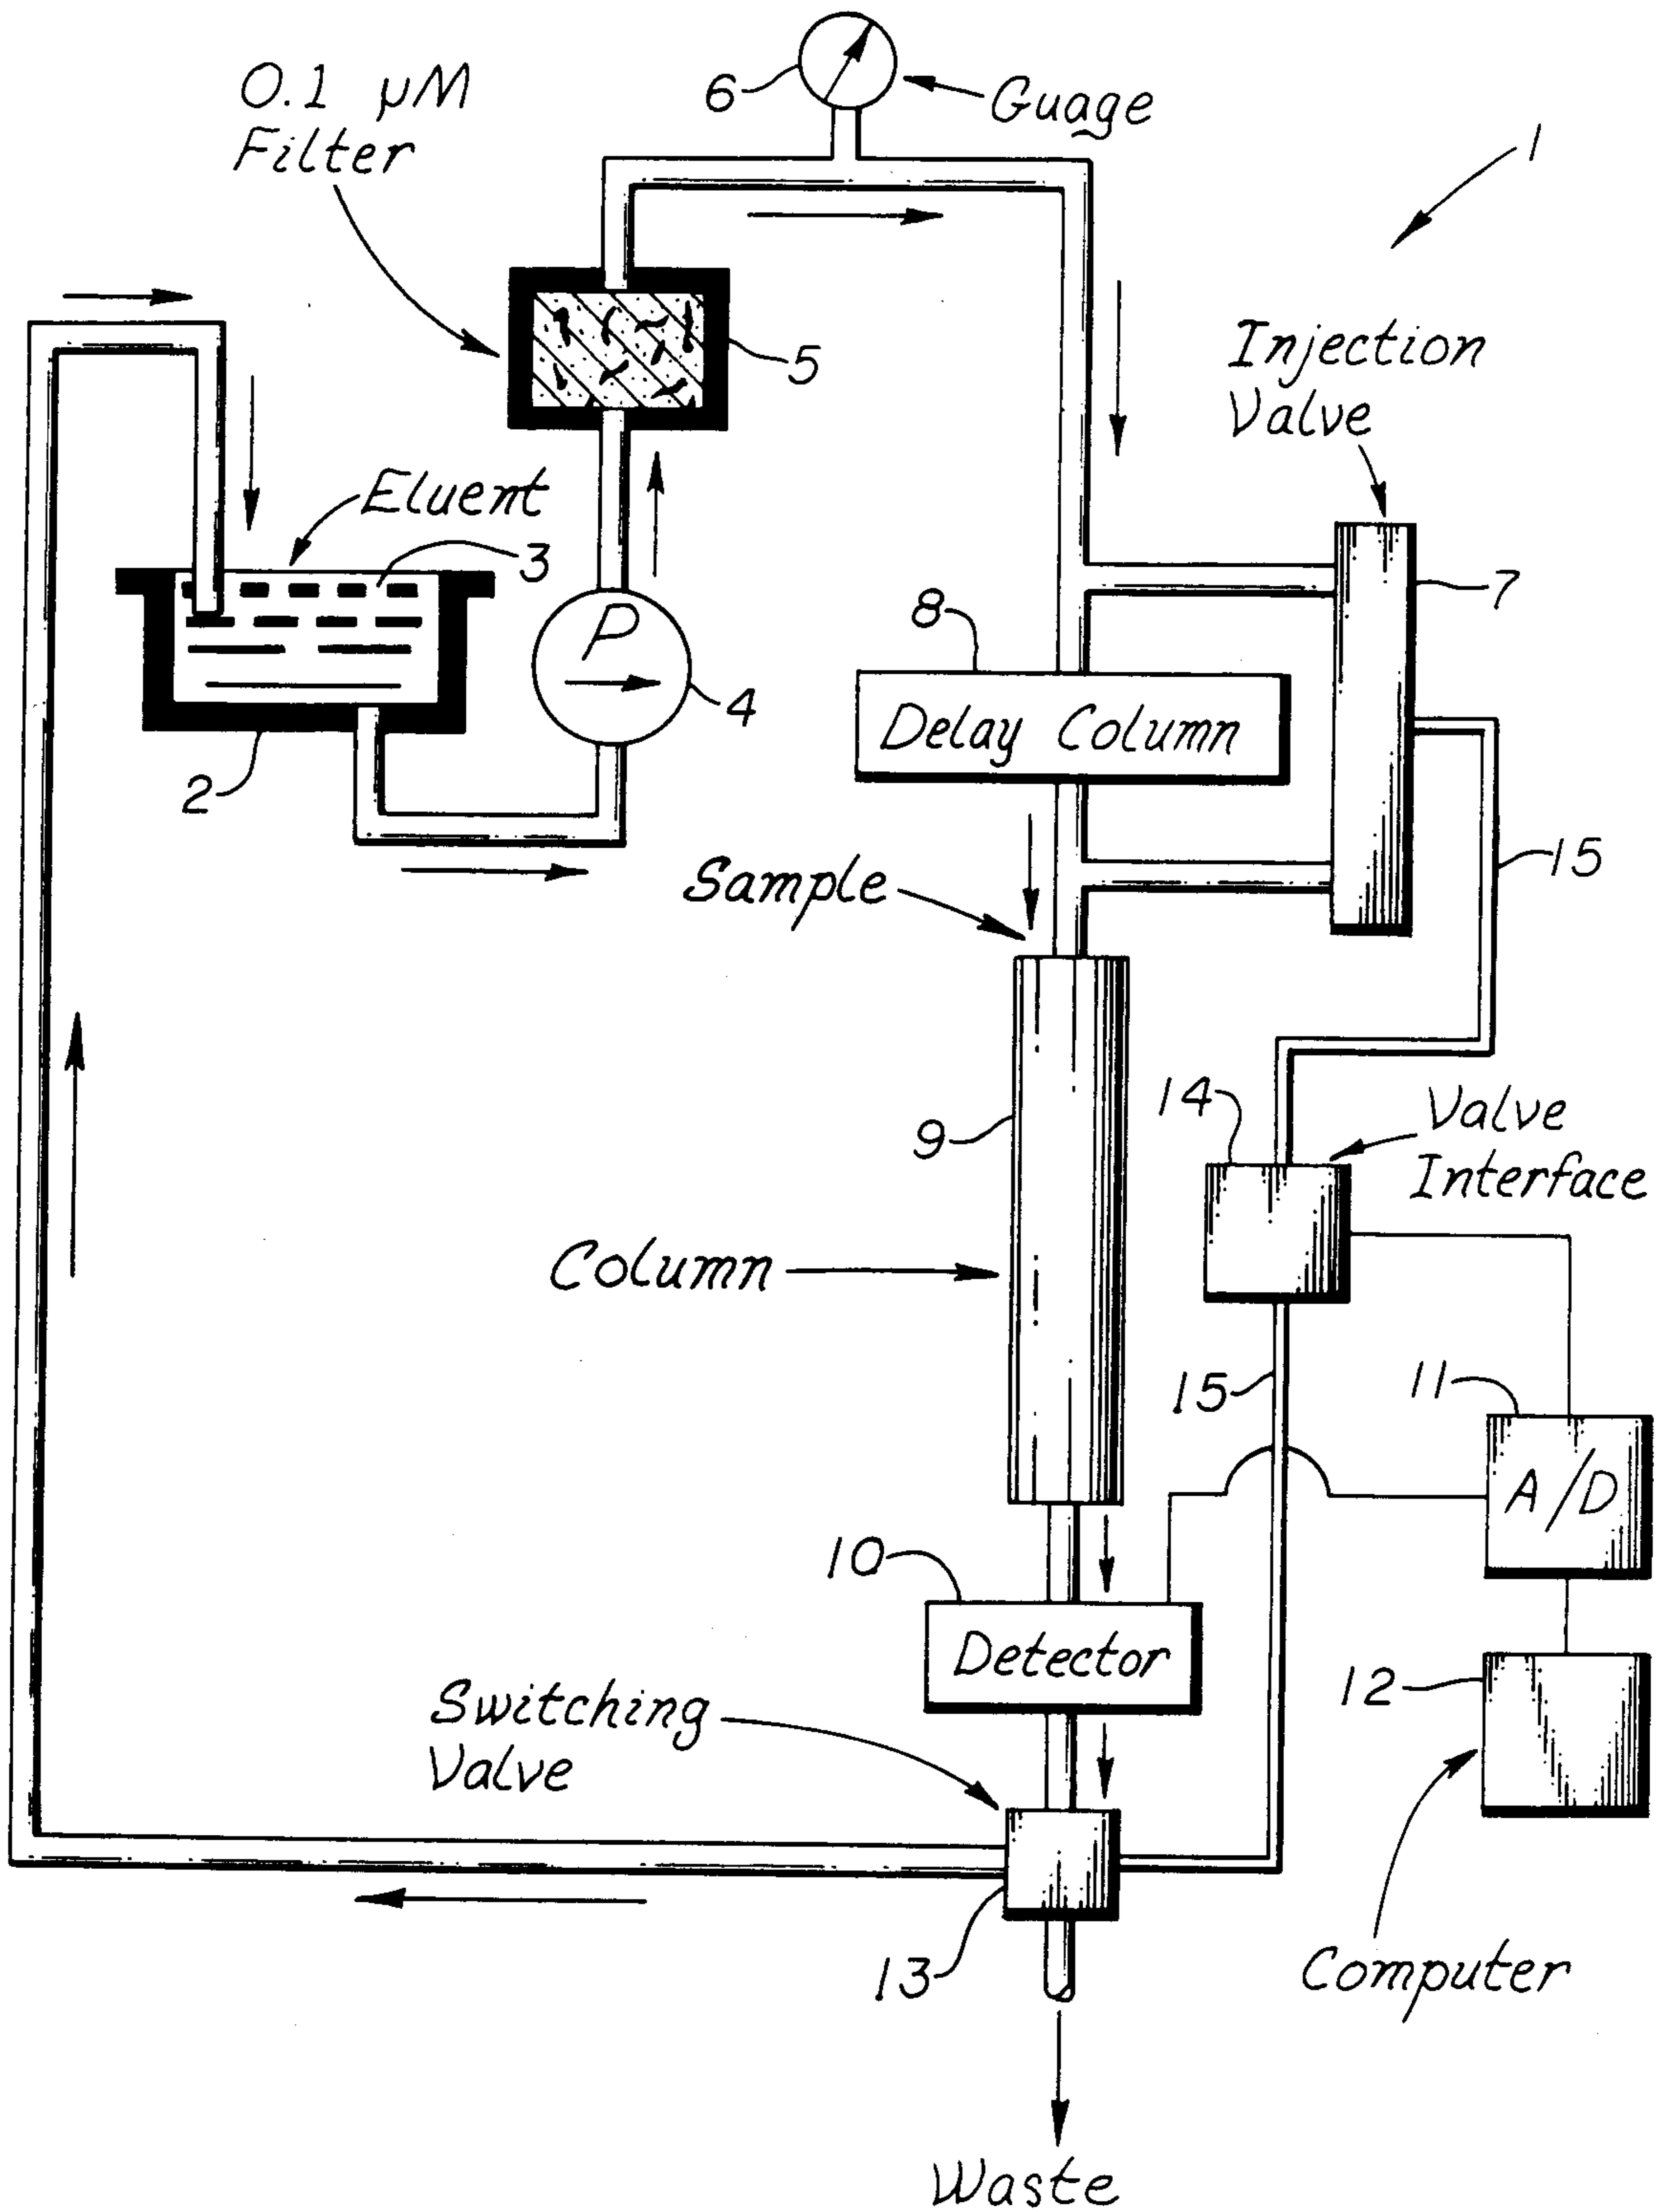 0.1 μM
Filter
6
Guage
1
5
Injection
Valve
Eluent
3
7
P
8
4
Delay Column
2
15
Sample
14
Valve
Interface
9
Column
15
11
A/D
10
Detector
12
Switching
Valve
13
Computer
Waste